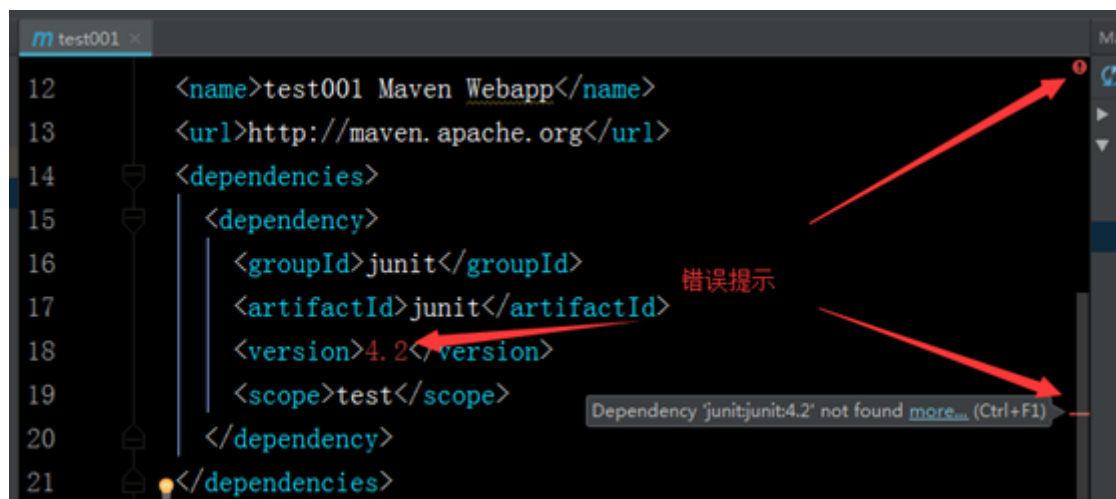 m test001 ×
Ma
12 <name>test001 Maven Webapp</name>
13 <url>http://maven.apache.org</url>
14 <dependencies>
15 <dependency>
16 <groupId>junit</groupId>
错误提示
17 <artifactId>junit</artifactId>
18 <version>4.2</version>
19 <scope>test</scope>
Dependency 'junit:junit:4.2' not found more... (Ctrl+F1)
20 </dependency>
21 </dependencies>